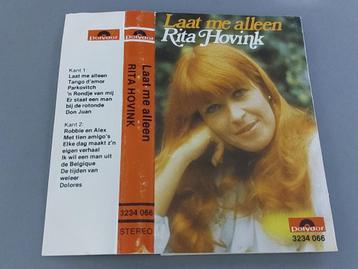 Polydor
Kant 1:
Laat me alleen
Tango d'amor
Parkovitch
'n Rondje van mij
Er staat een man
bij de rotonde
Don Juan
Kant 2:
Robbie en Alex
Met tien amigo's
Elke dag maakt z'n
eigen verhaal
Ik wil een man uit
de Belgique
De tijden van
weleer
Dolores
Polydor
Laat me alleen
RITA HOVINK
3234 066
STEREO
Laat me alleen
Rita Hovink
Polydor
3234 066